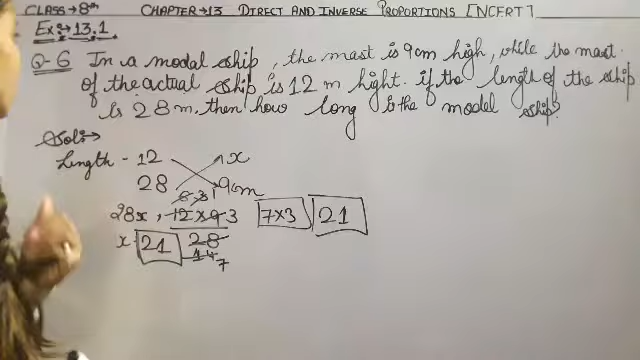 CLASS-8th CHAPTER-13 DIRECT AND INVERSE PROPORTIONS [NCERT]
Ex:→13.1
Q-6 In a modal ship, the mast is 9cm high, while the mast
of the actual ship is 12 m hight. if the length of the ship
is 28m, then how long is the model ship?
Sol:→
Length - 12 x
28 9cm
28x, 12×9 3 7×3 21
x 21 28
14 7